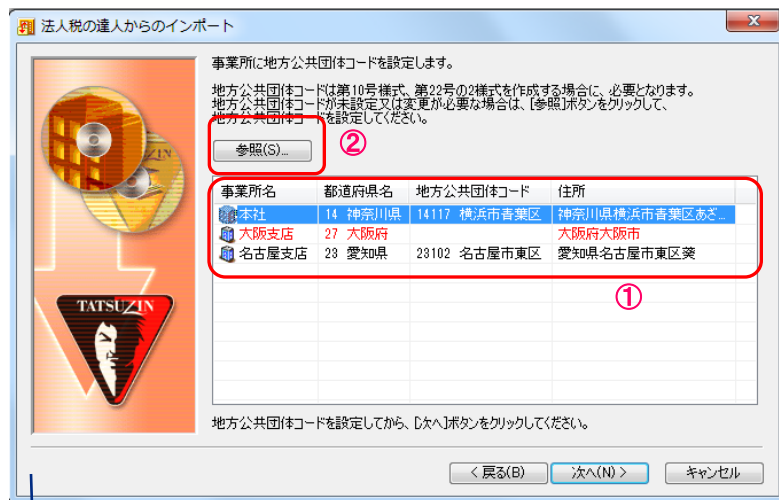 法人税の達人からのインポート
事業所に地方公共団体コードを設定します。
地方公共団体コードは第10号様式、第22号の2様式を作成する場合に、必要となります。
地方公共団体コードが未設定又は変更が必要な場合は、[参照]ボタンをクリックして、
地方公共団体コードを設定してください。
参照(S)... ②
事業所名 都道府県名 地方公共団体コード 住所
本社 14 神奈川県 14117 横浜市青葉区 神奈川県横浜市青葉区あざ...
大阪支店 27 大阪府 大阪府大阪市
名古屋支店 23 愛知県 23102 名古屋市東区 愛知県名古屋市東区葵
①
TATSUZIN
地方公共団体コードを設定してから、[次へ]ボタンをクリックしてください。
< 戻る(B) 次へ(N) > キャンセル